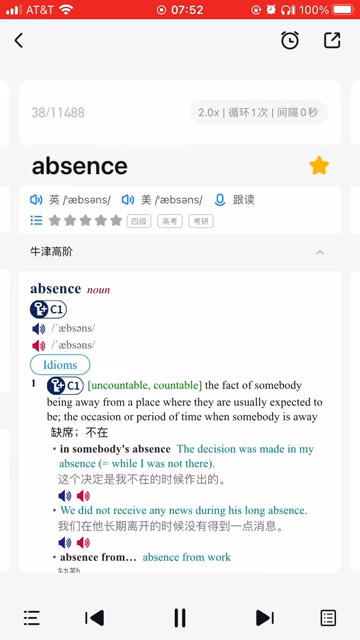 AT&T 07:52 100%
38/11488 2.0x | 循环1次 | 间隔0秒
absence
英 /'æbsəns/ 美 /'æbsəns/ 跟读
四级 高考 考研
牛津高阶
absence noun
C1
/ˈæbsəns/
/ˈæbsəns/
Idioms
1 C1 [uncountable, countable] the fact of somebody
being away from a place where they are usually expected to
be; the occasion or period of time when somebody is away
缺席；不在
• in somebody's absence The decision was made in my
absence (= while I was not there).
这个决定是我不在的时候作出的。
• We did not receive any news during his long absence.
我们在他长期离开的时候没有得到一点消息。
• absence from… absence from work